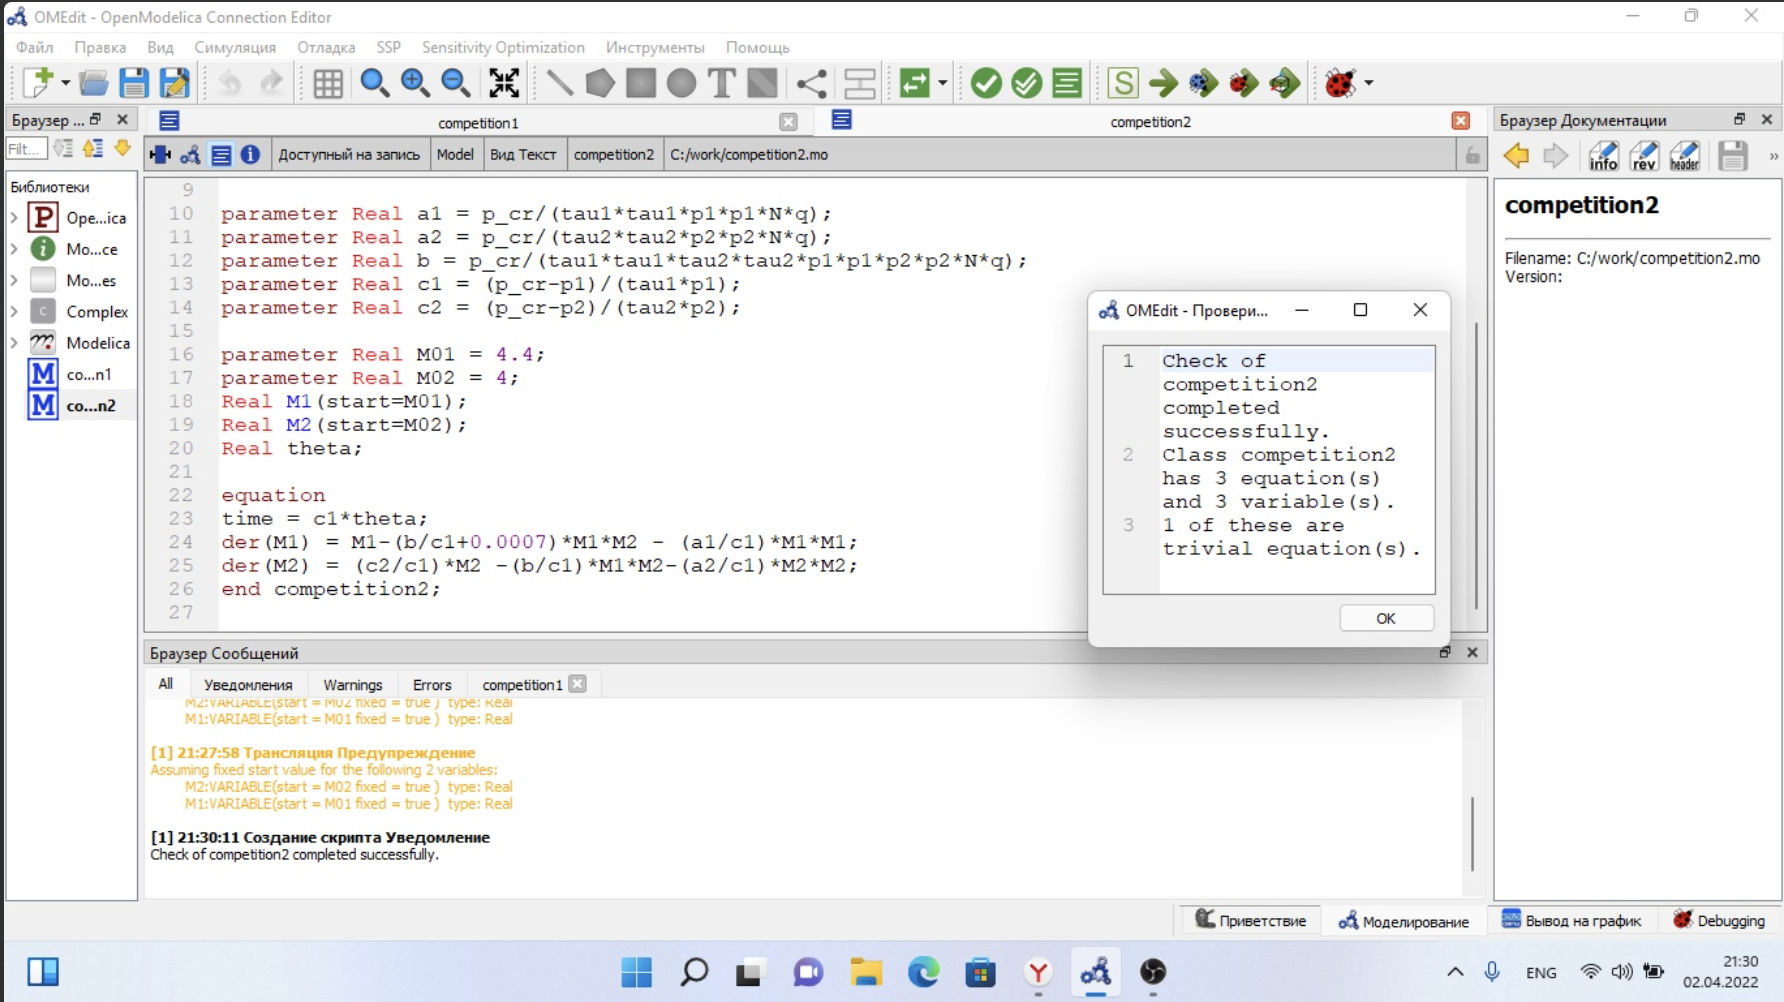 OMEdit - OpenModelica Connection Editor
Файл Правка Вид Симуляция Отладка SSP Sensitivity Optimization Инструменты Помощь
Браузер ...
Filt...
Библиотеки
Ope...ica
Mo...ce
Mo...es
Complex
Modelica
co...n1
co...n2
competition1
competition2
Доступный на запись Model Вид Текст competition2 C:/work/competition2.mo
9
10 parameter Real a1 = p_cr/(tau1*tau1*p1*p1*N*q);
11 parameter Real a2 = p_cr/(tau2*tau2*p2*p2*N*q);
12 parameter Real b = p_cr/(tau1*tau1*tau2*tau2*p1*p1*p2*p2*N*q);
13 parameter Real c1 = (p_cr-p1)/(tau1*p1);
14 parameter Real c2 = (p_cr-p2)/(tau2*p2);
15
16 parameter Real M01 = 4.4;
17 parameter Real M02 = 4;
18 Real M1(start=M01);
19 Real M2(start=M02);
20 Real theta;
21
22 equation
23 time = c1*theta;
24 der(M1) = M1-(b/c1+0.0007)*M1*M2 - (a1/c1)*M1*M1;
25 der(M2) = (c2/c1)*M2 -(b/c1)*M1*M2-(a2/c1)*M2*M2;
26 end competition2;
27
OMEdit - Провери...
1 Check of
competition2
completed
successfully.
2 Class competition2
has 3 equation(s)
and 3 variable(s).
3 1 of these are
trivial equation(s).
OK
Браузер Документации
info rev header
»
competition2
Filename: C:/work/competition2.mo
Version:
Браузер Сообщений
All Уведомления Warnings Errors competition1
M2:VARIABLE(start = M02 fixed = true ) type: Real
M1:VARIABLE(start = M01 fixed = true ) type: Real
[1] 21:27:58 Трансляция Предупреждение
Assuming fixed start value for the following 2 variables:
M2:VARIABLE(start = M02 fixed = true ) type: Real
M1:VARIABLE(start = M01 fixed = true ) type: Real
[1] 21:30:11 Создание скрипта Уведомление
Check of competition2 completed successfully.
Приветствие Моделирование Вывод на график Debugging
ENG
21:30
02.04.2022